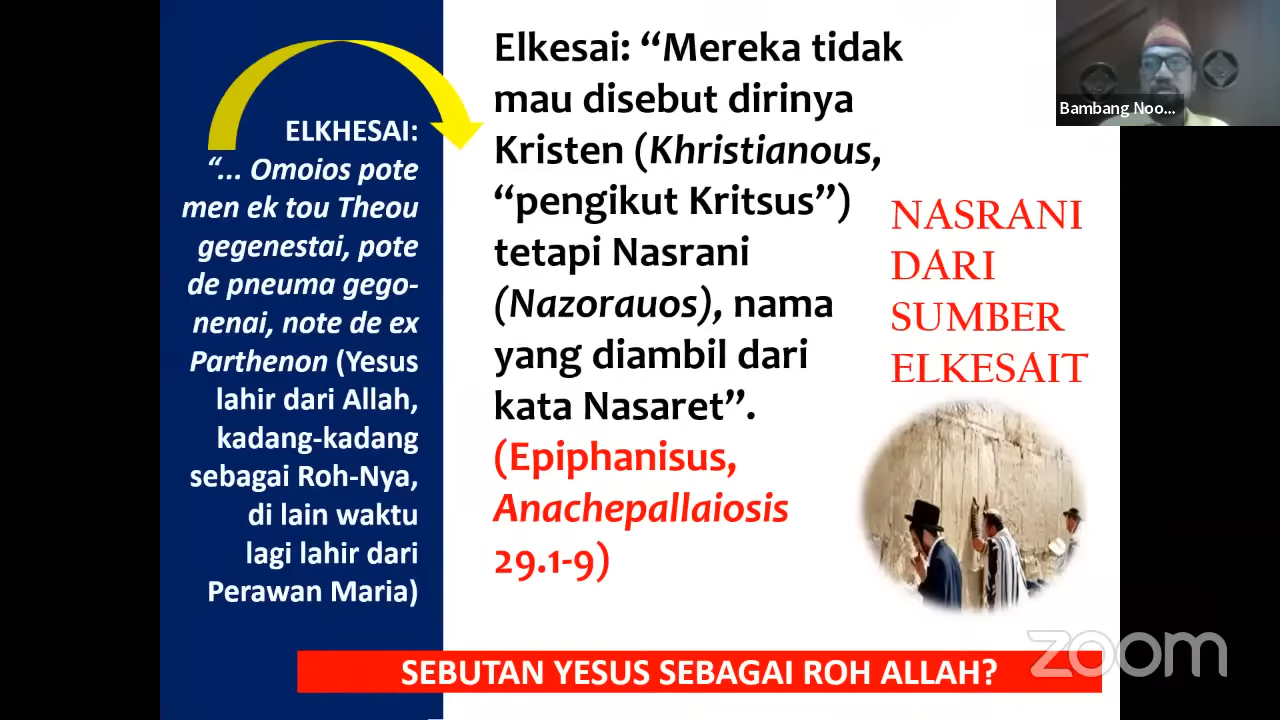 ELKHESAI:
“... Omoios pote
men ek tou Theou
gegenestai, pote
de pneuma gego-
nenai, note de ex
Parthenon (Yesus
lahir dari Allah,
kadang-kadang
sebagai Roh-Nya,
di lain waktu
lagi lahir dari
Perawan Maria)
Elkesai: “Mereka tidak
mau disebut dirinya
Kristen (Khristianous,
“pengikut Kritsus”)
tetapi Nasrani
(Nazorauos), nama
yang diambil dari
kata Nasaret”.
(Epiphanisus,
Anachepallaiosis
29.1-9)
NASRANI
DARI
SUMBER
ELKESAIT
Bambang Noo...
SEBUTAN YESUS SEBAGAI ROH ALLAH?
zoom